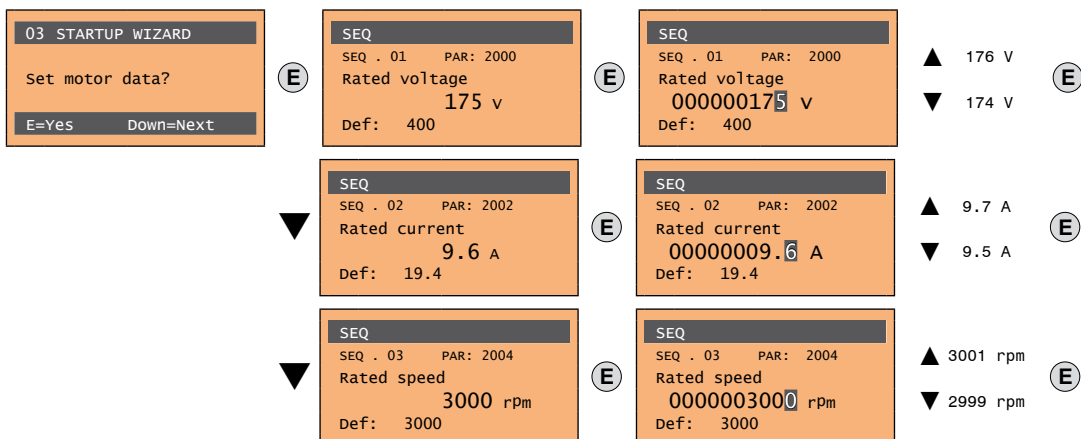 03 STARTUP WIZARD
Set motor data?
E=Yes Down=Next
E
SEQ
SEQ . 01 PAR: 2000
Rated voltage
175 V
Def: 400
E
SEQ
SEQ . 01 PAR: 2000
Rated voltage
000000175 V
Def: 400
▲ 176 V
▼ 174 V
E
▼
SEQ
SEQ . 02 PAR: 2002
Rated current
9.6 A
Def: 19.4
E
SEQ
SEQ . 02 PAR: 2002
Rated current
00000009.6 A
Def: 19.4
▲ 9.7 A
▼ 9.5 A
E
▼
SEQ
SEQ . 03 PAR: 2004
Rated speed
3000 rpm
Def: 3000
E
SEQ
SEQ . 03 PAR: 2004
Rated speed
000003000 rpm
Def: 3000
▲ 3001 rpm
▼ 2999 rpm
E